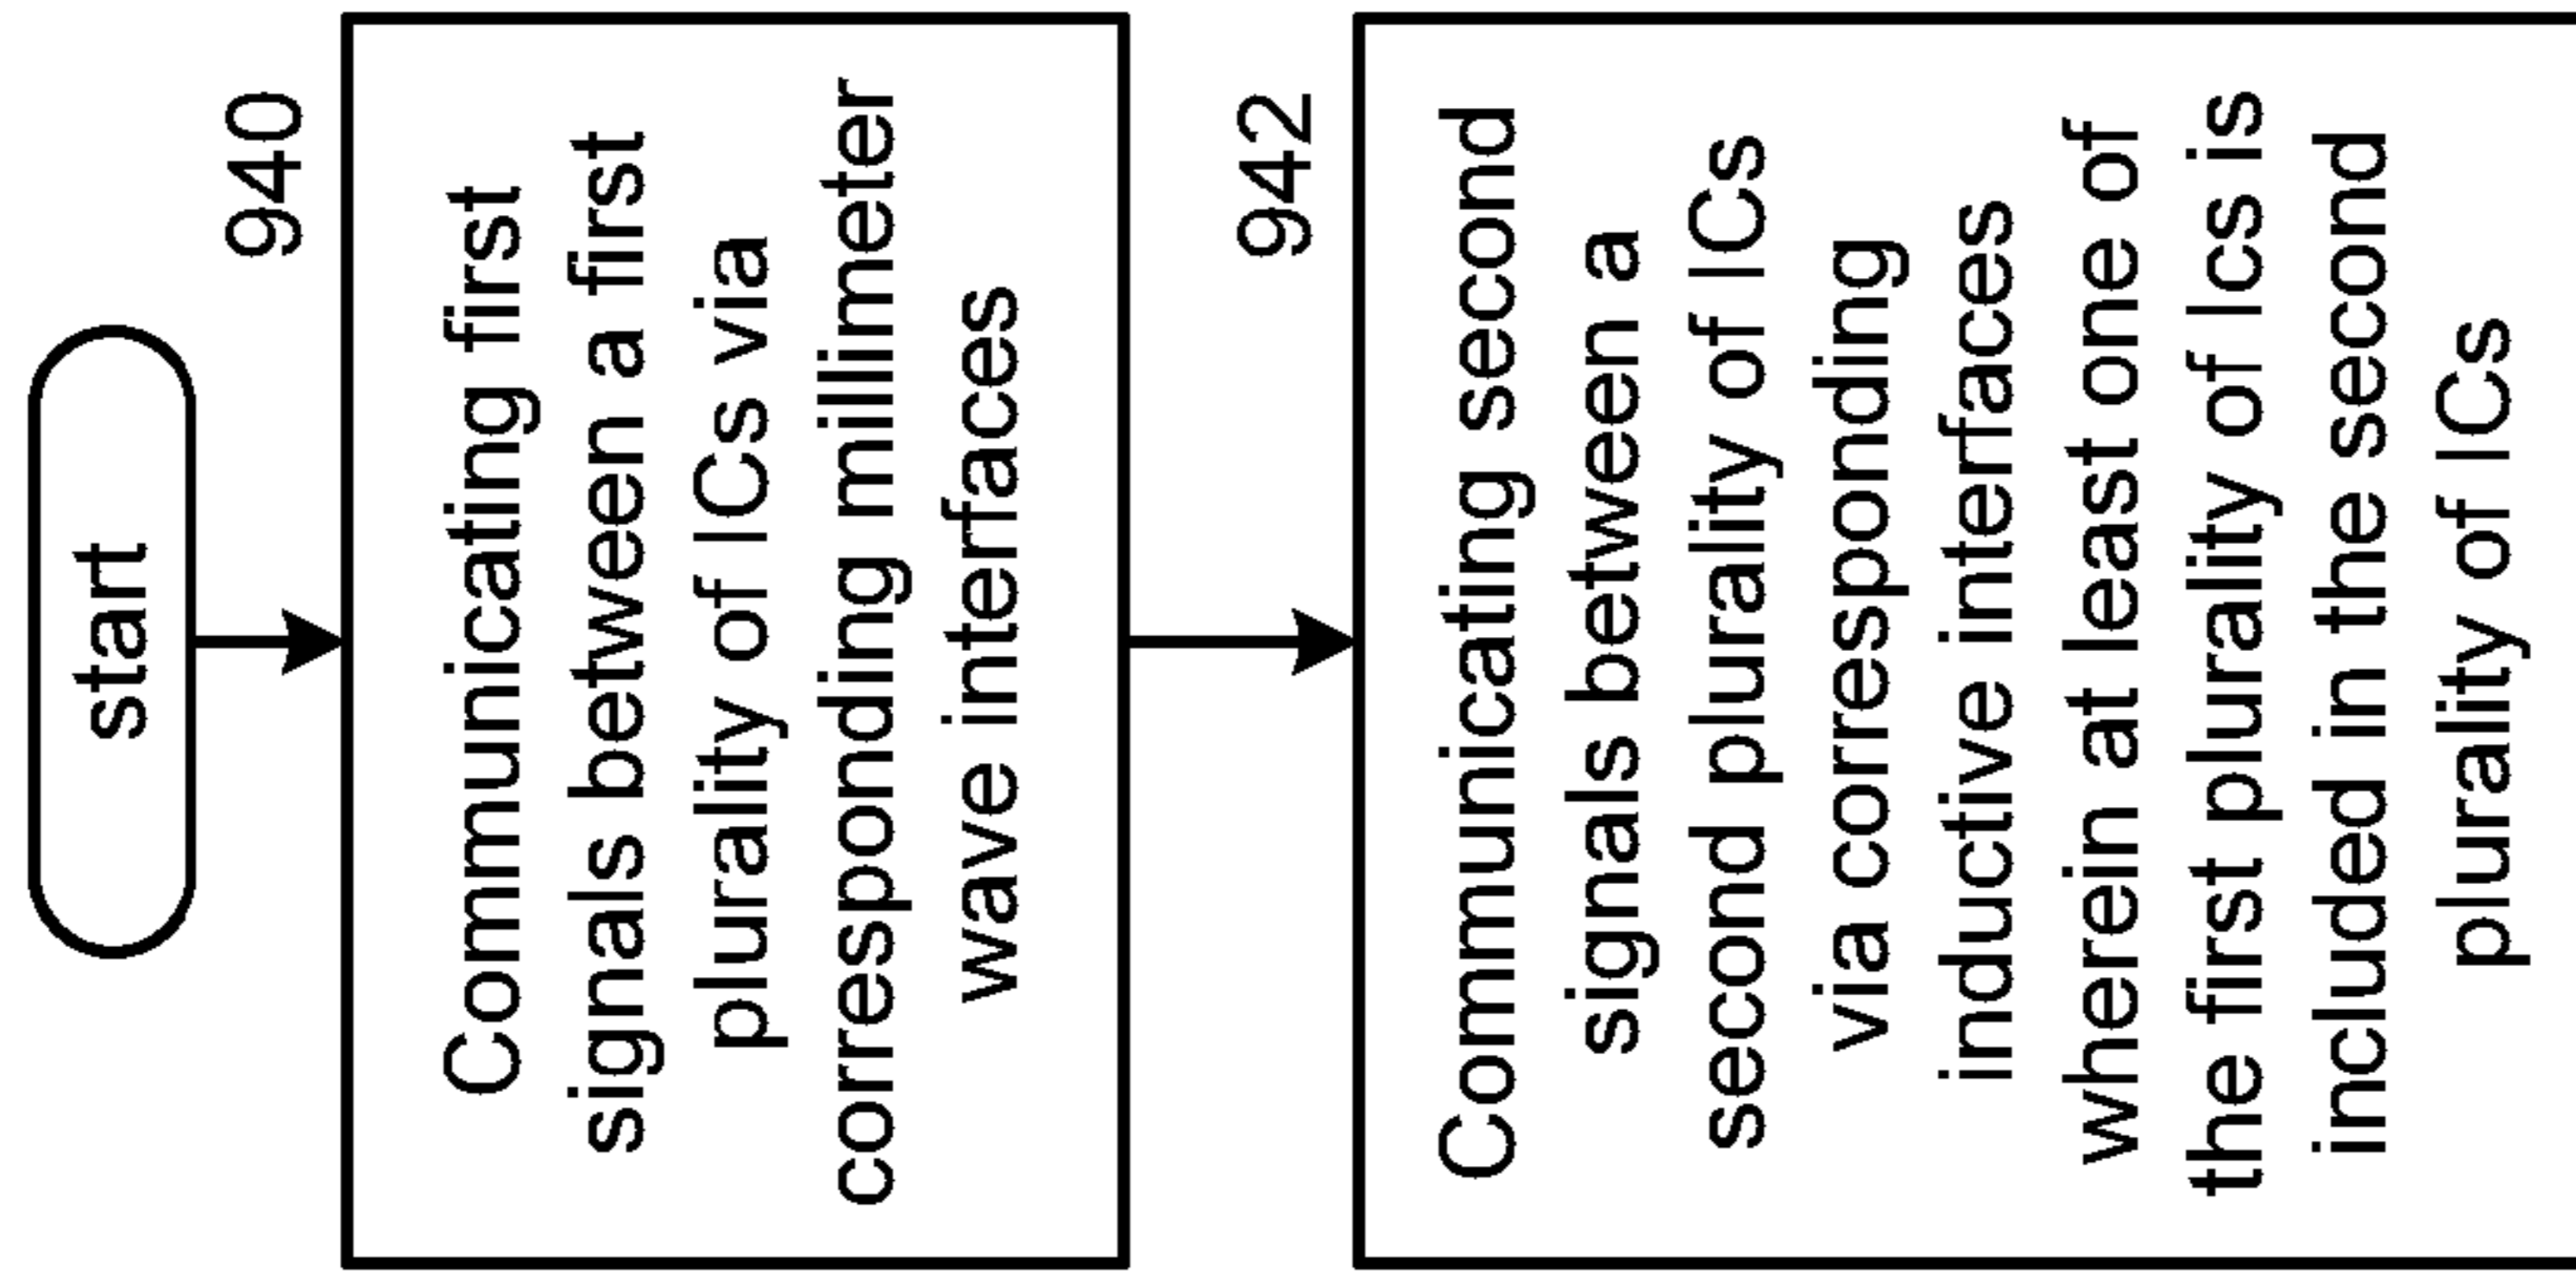 start
940
Communicating first
signals between a first
plurality of ICs via
corresponding millimeter
wave interfaces
942
Communicating second
signals between a
second plurality of ICs
via corresponding
inductive interfaces
wherein at least one of
the first plurality of Ics is
included in the second
plurality of ICs